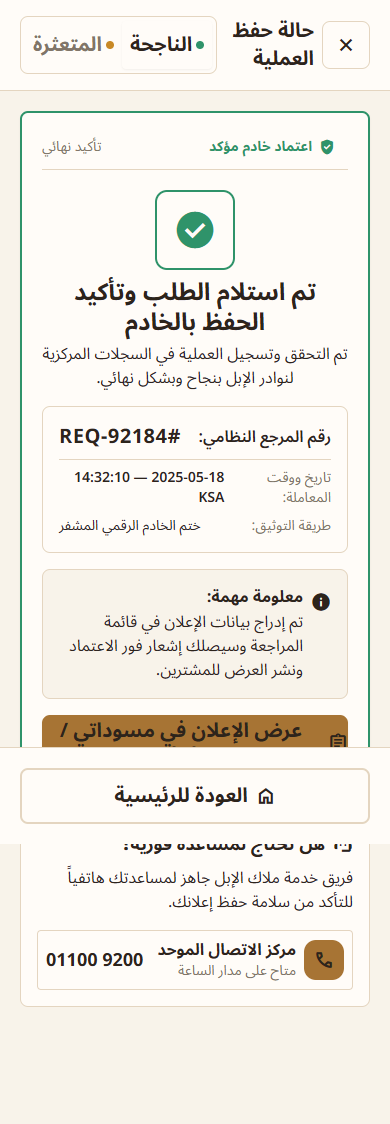 حالة حفظ
العملية
الناجحة
المتعثرة
اعتماد خادم مؤكد
تأكيد نهائي
تم استلام الطلب وتأكيد
الحفظ بالخادم
تم التحقق وتسجيل العملية في السجلات المركزية
لنوادر الإبل بنجاح وبشكل نهائي.
رقم المرجع النظامي:
REQ-92184#
تاريخ ووقت
المعاملة:
14:32:10 — 2025-05-18
KSA
طريقة التوثيق:
ختم الخادم الرقمي المشفر
معلومة مهمة:
تم إدراج بيانات الإعلان في قائمة
المراجعة وسيصلك إشعار فور الاعتماد
ونشر العرض للمشترين.
عرض الإعلان في مسوداتي /
العودة للرئيسية
هل تحتاج لمساعدة فورية؟
فريق خدمة ملاك الإبل جاهز لمساعدتك هاتفياً
للتأكد من سلامة حفظ إعلانك.
مركز الاتصال الموحد
متاح على مدار الساعة
01100 9200